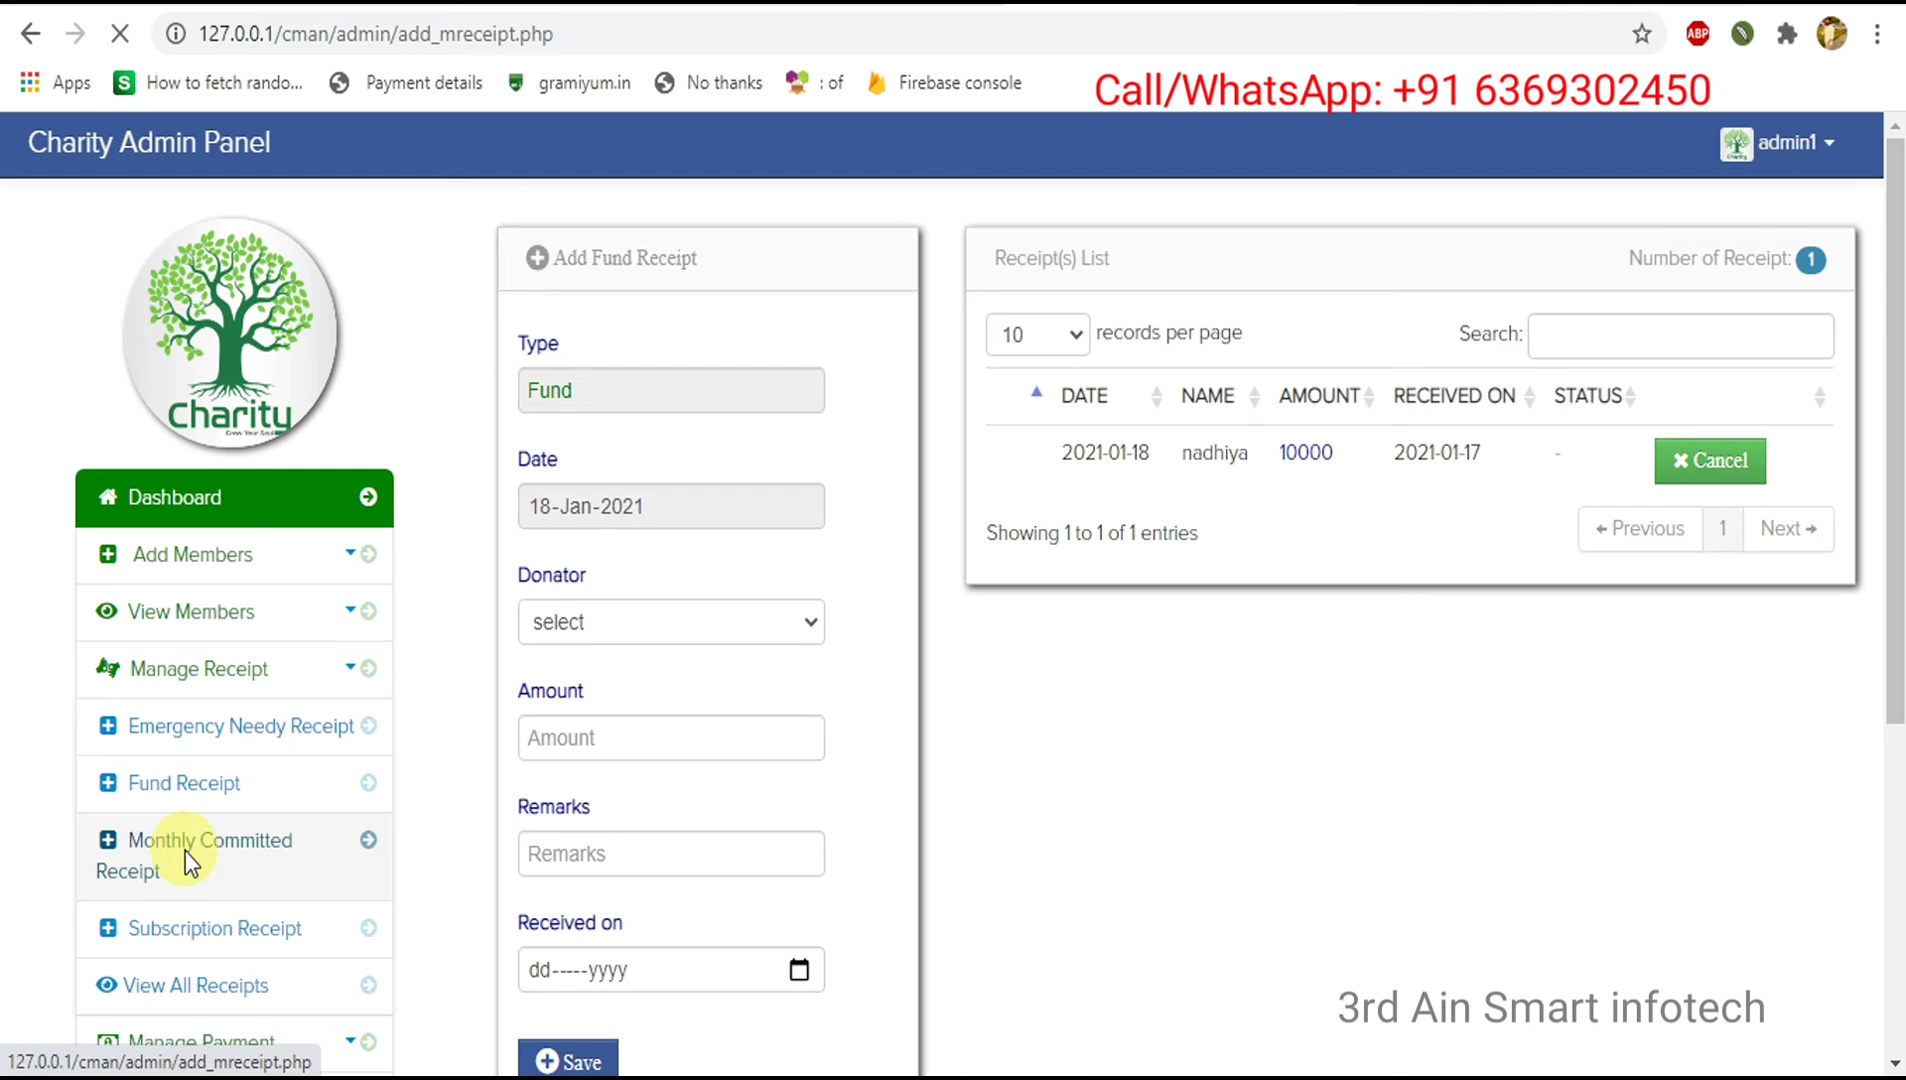 127.0.0.1/cman/admin/add_mreceipt.php
ABP
Apps
S
How to fetch rando...
Payment details
gramiyum.in
No thanks
: of
Firebase console
Call/WhatsApp: +91 6369302450
Charity Admin Panel
admin1
Charity
Dashboard
Add Members
View Members
Manage Receipt
Emergency Needy Receipt
Fund Receipt
Monthly Committed
Receipt
Subscription Receipt
View All Receipts
Manage Payment
Add Fund Receipt
Type
Fund
Date
18-Jan-2021
Donator
select
Amount
Amount
Remarks
Remarks
Received on
dd-----yyyy
Save
Receipt(s) List
Number of Receipt: 1
10 records per page
Search:
DATE NAME AMOUNT RECEIVED ON STATUS
2021-01-18 nadhiya 10000 2021-01-17 - Cancel
Showing 1 to 1 of 1 entries
Previous 1 Next
3rd Ain Smart infotech
127.0.0.1/cman/admin/add_mreceipt.php